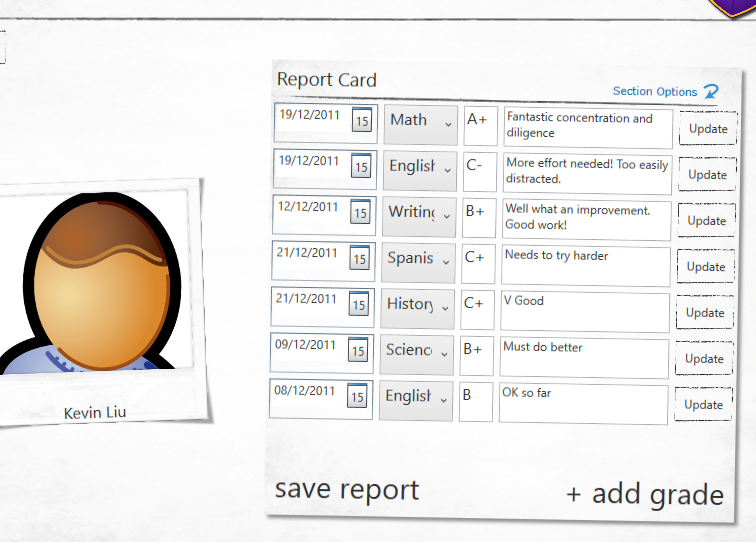 Report Card
Section Options
19/12/2011 15 Math A+ Fantastic concentration and
diligence
Update
19/12/2011 15 English C- More effort needed! Too easily
distracted.
Update
12/12/2011 15 Writing B+ Well what an improvement.
Good work!
Update
21/12/2011 15 Spanis C+ Needs to try harder
Update
21/12/2011 15 History C+ V Good
Update
09/12/2011 15 Scienc B+ Must do better
Update
08/12/2011 15 English B OK so far
Update
Kevin Liu
save report
+ add grade